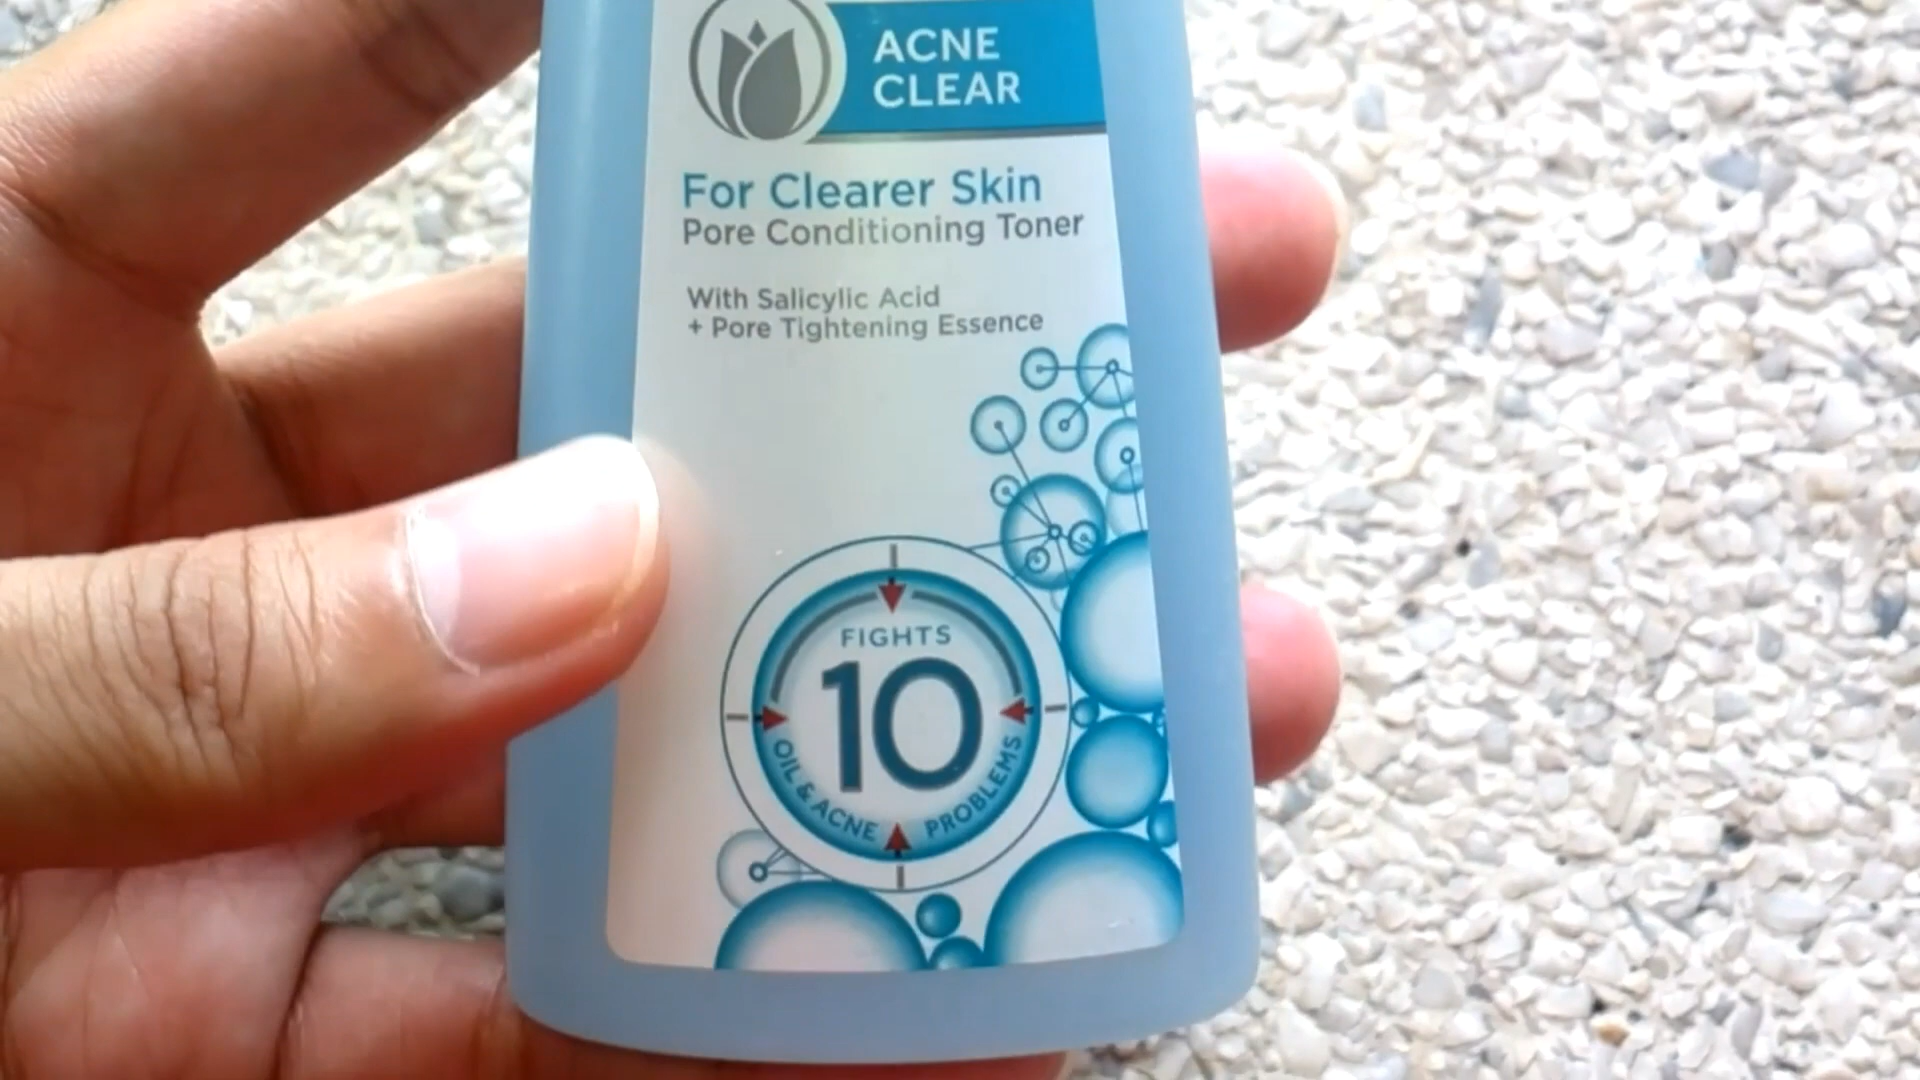 ACNE
CLEAR
For Clearer Skin
Pore Conditioning Toner
With Salicylic Acid
+ Pore Tightening Essence
FIGHTS
10
OIL & ACNE PROBLEMS